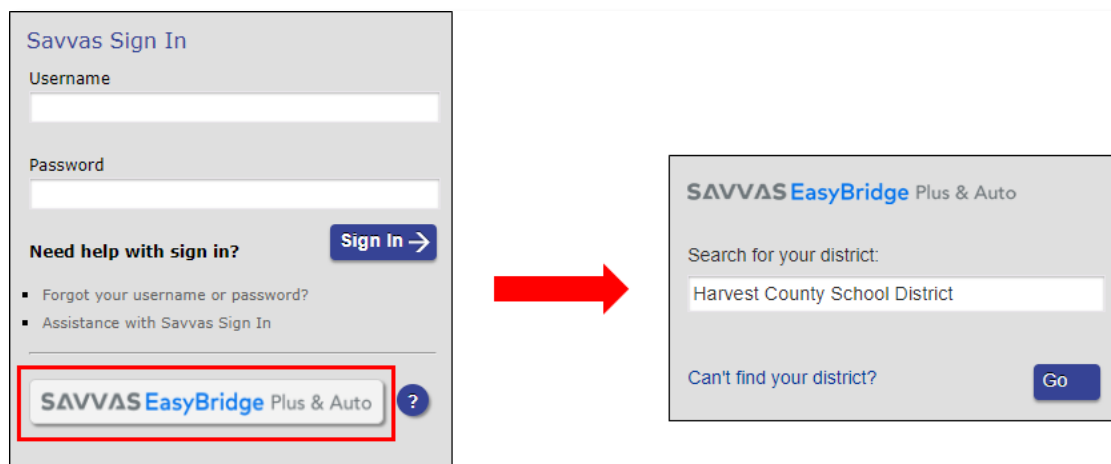 Savvas Sign In
Username
Password
Need help with sign in?
Sign In
Forgot your username or password?
Assistance with Savvas Sign In
SAVVAS EasyBridge Plus & Auto
?
SAVVAS EasyBridge Plus & Auto
Search for your district:
Harvest County School District
Can't find your district?
Go